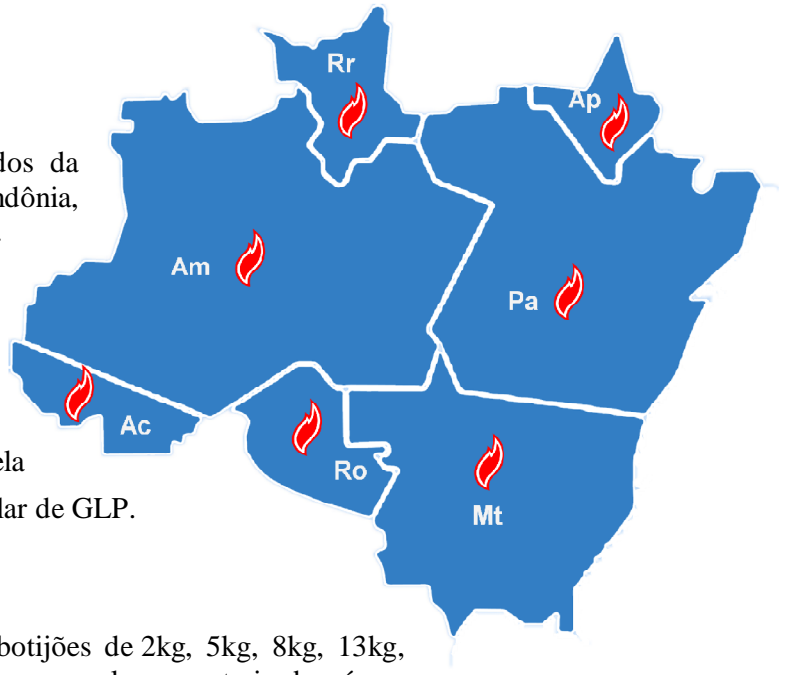 Rr
Ap
dos da
ndônia,
Am
Pa
Ac
ela
Ro
lar de GLP.
Mt
botijões de 2kg, 5kg, 8kg, 13kg,